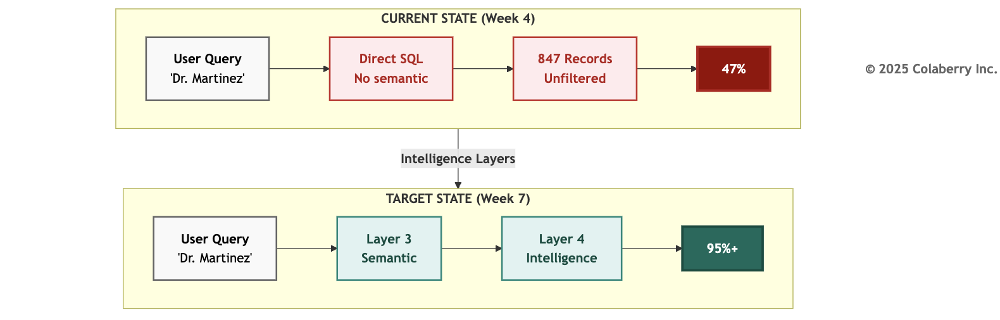 CURRENT STATE (Week 4)
User Query
'Dr. Martinez'
Direct SQL
No semantic
847 Records
Unfiltered
47%
© 2025 Colaberry Inc.
Intelligence Layers
TARGET STATE (Week 7)
User Query
'Dr. Martinez'
Layer 3
Semantic
Layer 4
Intelligence
95%+